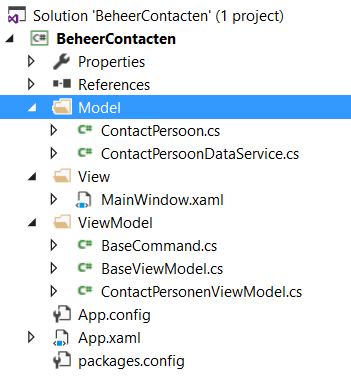 Solution 'BeheerContacten' (1 project)
BeheerContacten
Properties
References
Model
ContactPersoon.cs
ContactPersoonDataService.cs
View
MainWindow.xaml
ViewModel
BaseCommand.cs
BaseViewModel.cs
ContactPersonenViewModel.cs
App.config
App.xaml
packages.config